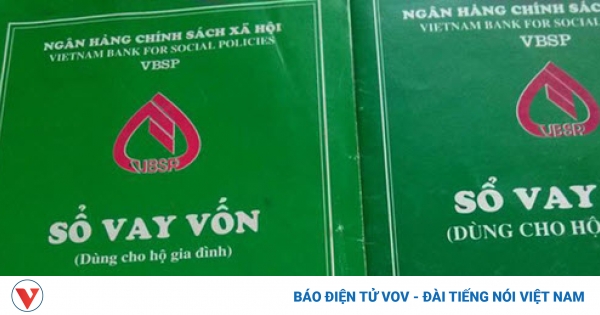 NGÂN HÀNG CHÍNH SÁCH XÃ HỘI
VIETNAM BANK FOR SOCIAL POLICIES
VBSP
VBSP
SỔ VAY VỐN
(Dùng cho hộ gia đình)
NGÂN HÀNG CHÍNH SÁCH
VIETNAM BANK FOR SOCIAL
VBSP
VBSP
SỔ VAY
(DÙNG CHO HỘ
V
BÁO ĐIỆN TỬ VOV - ĐÀI TIẾNG NÓI VIỆT NAM